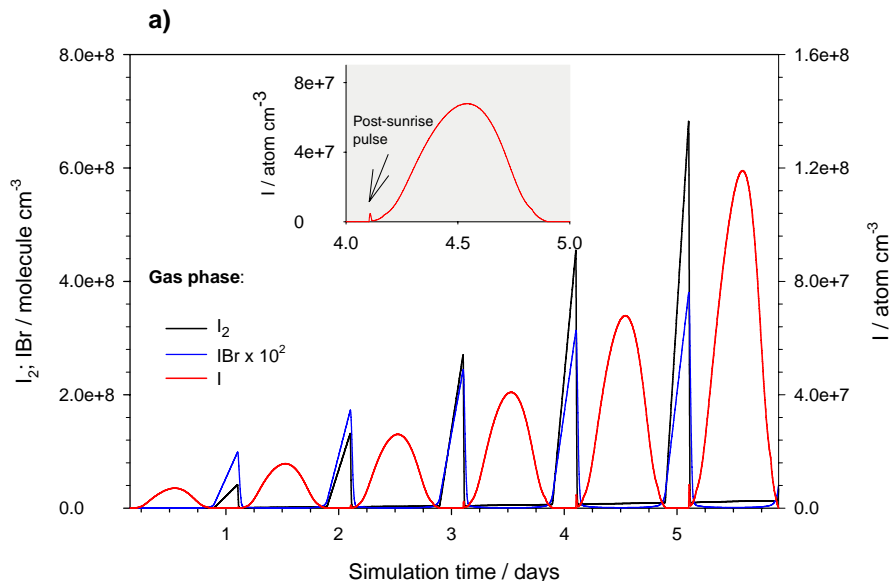 a)
8.0e+8
6.0e+8
4.0e+8
2.0e+8
0.0
I2; IBr / molecule cm-3
1.6e+8
1.2e+8
8.0e+7
4.0e+7
0.0
I / atom cm-3
8e+7
4e+7
0
I / atom cm-3
Post-sunrise
pulse
4.0
4.5
5.0
Gas phase:
I2
IBr x 102
I
1
2
3
4
5
Simulation time / days